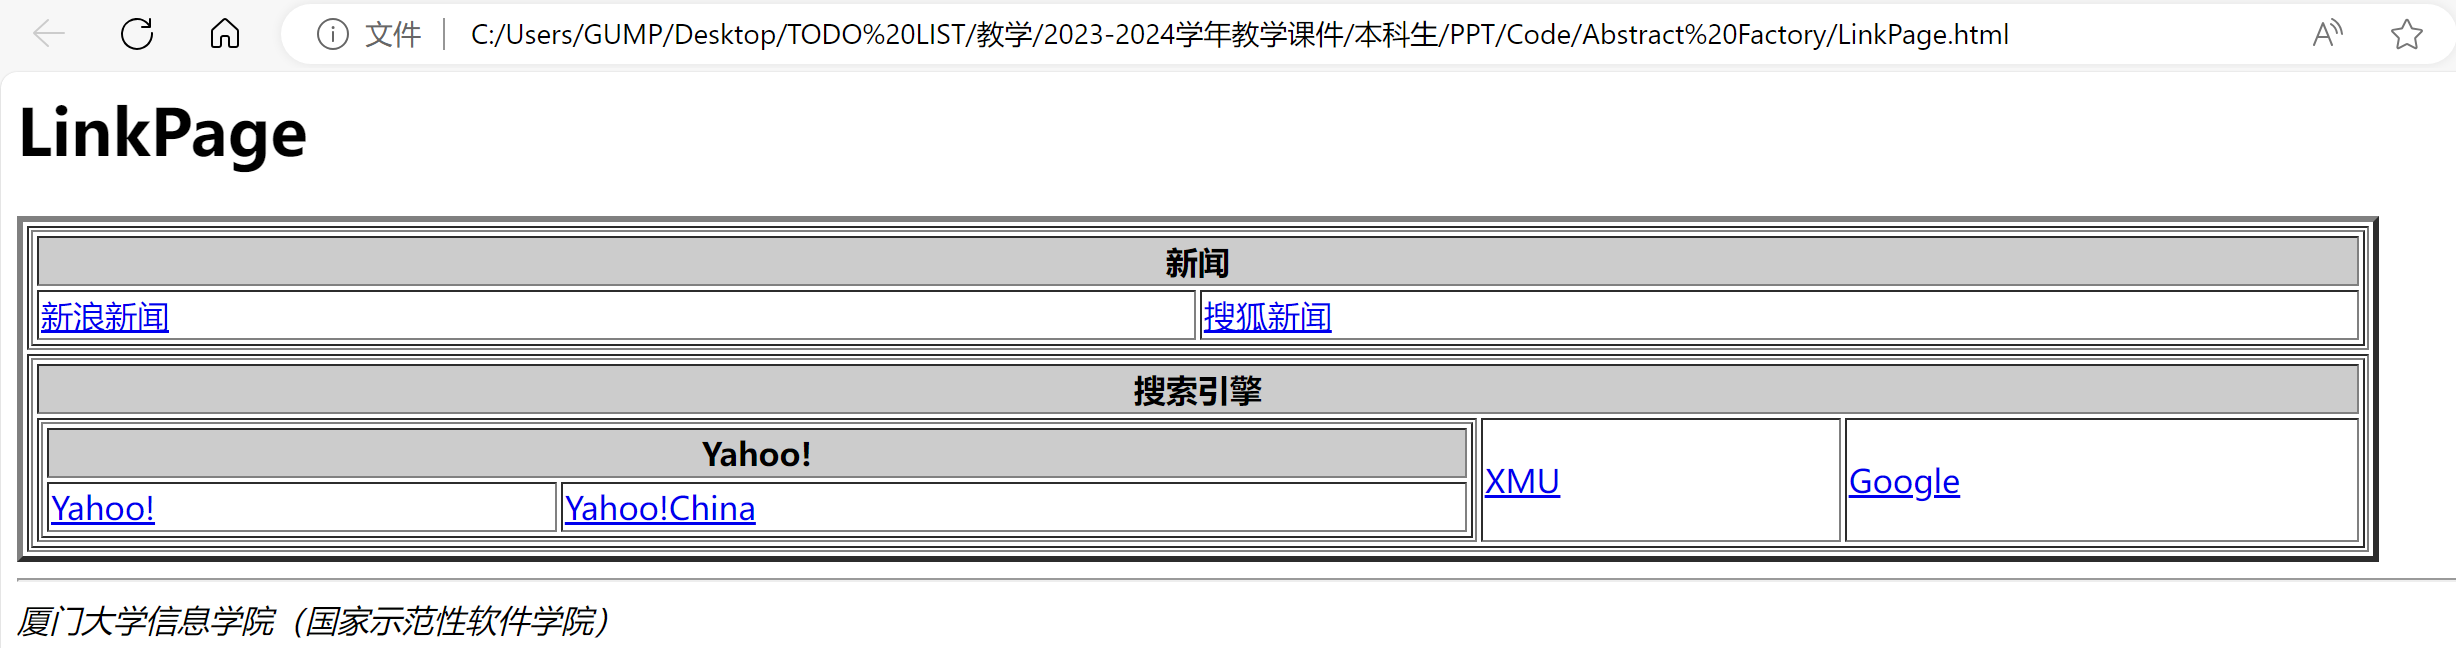 文件 C:/Users/GUMP/Desktop/TODO%20LIST/教学/2023-2024学年教学课件/本科生/PPT/Code/Abstract%20Factory/LinkPage.html
LinkPage
新闻
新浪新闻 搜狐新闻
搜索引擎
Yahoo!
XMU Google
Yahoo! Yahoo!China
厦门大学信息学院（国家示范性软件学院）